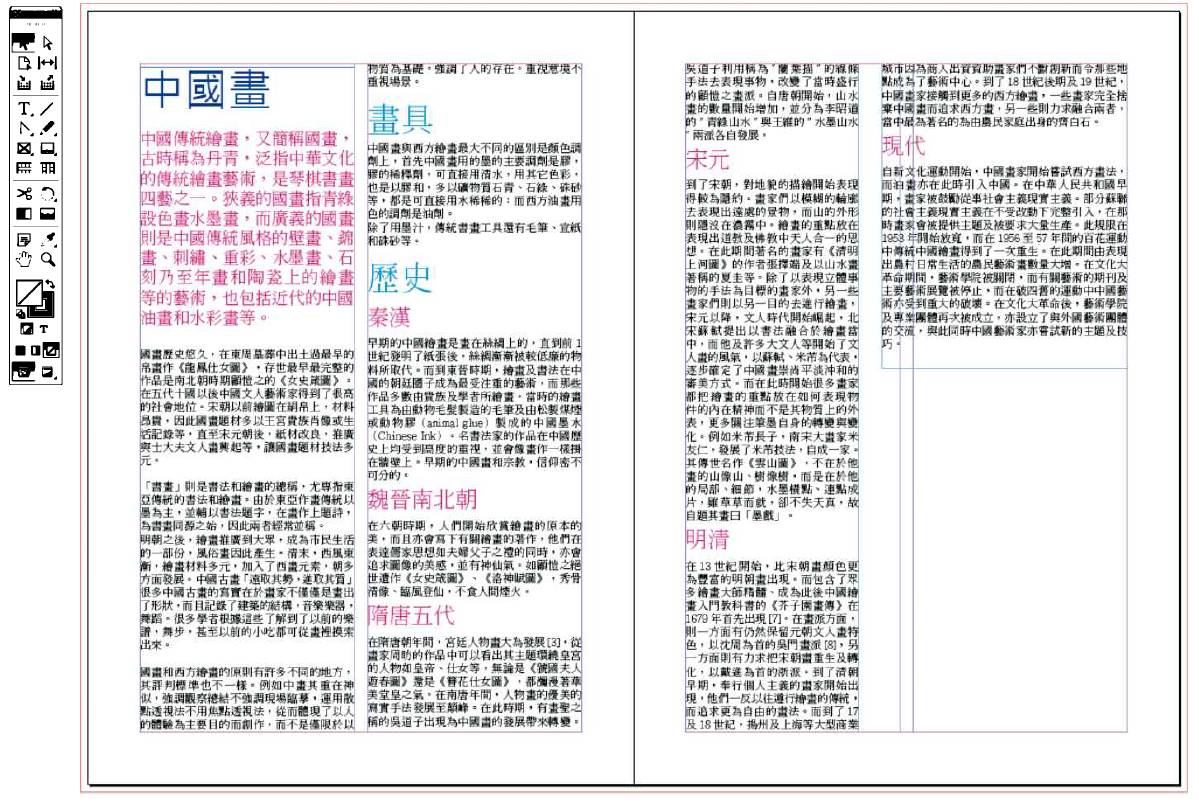 中國畫
中國傳統繪畫，又簡稱國畫，
古時稱為丹青，泛指中華文化
的傳統繪畫藝術，是琴棋書畫
四藝之一。狹義的國畫指青綠
設色畫水墨畫，而廣義的國畫
則是中國傳統風格的壁畫、錦
畫、刺繡、重彩、水墨畫、石
刻乃至年畫和陶瓷上的繪畫
等的藝術，也包括近代的中國
油畫和水彩畫等。
國畫歷史悠久，在東周墓葬中出土過最早的
帛畫作《龍鳳仕女圖》，存世最早最完整的
作品是南北朝時期顧愷之的《女史箴圖》。
在五代十國以後中國文人藝術家得到了很高
的社會地位。宋朝以前繪圖在絹帛上，材料
昂貴，因此國畫題材多以王宮貴族肖像或生
活記錄等，直至宋元朝後，紙材改良，推廣
與士大夫文人畫興起等，讓國畫題材技法多
元。
「書畫」則是書法和繪畫的總稱，尤專指東
亞傳統的書法和繪畫。由於東亞作畫傳統以
墨為主，並輔以書法題字，在畫作上題詩，
為書畫同源之始，因此兩者經常並稱。
明朝之後，繪畫推廣到大眾，成為市民生活
的一部份，風俗畫因此產生。清末，西風東
漸，繪畫材料多元，加入了西畫元素，朝多
方面發展。中國古畫「遠取其勢，進取其質」
很多中國古畫的寫實在於畫家不僅僅是畫出
了形狀，而且記錄了建築的結構，音樂樂器，
舞蹈。很多學者根據這些了解到了以前的樂
譜，舞步，甚至以前的小吃都可從畫裡摸索
出來。
國畫和西方繪畫的原則有許多不同的地方，
其評判標準也不一樣。例如中畫其重在神
似，強調觀察總結不強調現場臨摹，運用散
點透視法不用焦點透視法，從而體現了以人
的體驗為主要目的而創作，而不是僅限於以
物質為基礎。強調了人的存在。重視意境不
重視場景。
畫具
中國畫與西方繪畫最大不同的區別是顏色調
劑上，首先中國畫用的墨的主要調劑是膠，
膠的稀釋劑，可直接用清水，用其它色彩，
也是以膠和，多以礦物質石青、石綠、硃砂
等，都是可直接用水稀稀的；而西方油畫用
色的調劑是油劑。
除了用墨汁，傳統書畫工具還有毛筆、宣紙
和硃砂等。
歷史
秦漢
早期的中國繪畫是畫在絲綢上的，直到前1
世紀發明了紙張後，絲綢漸漸被較低廉的物
料所取代。而到東晉時期，繪畫及書法在中
國的朝廷體子成為最受注重的藝術，而那些
作品多數由貴族及學者所繪畫。當時的繪畫
工具為由動物毛髮製造的毛筆及由松製煤煙
或動物膠（animal glue）製成的中國墨水
（Chinese Ink）。名書法家的作品在中國歷
史上均受到高度的重視，並會像畫作一樣掛
在牆壁上。早期的中國畫和宗教，信仰密不
可分的。
魏晉南北朝
在六朝時期，人們開始欣賞繪畫的原本的
美，而且亦會寫下有關繪畫的著作，他們在
表達儒家思想如夫婦父子之禮的同時，亦會
追求圖像的美感，並有神仙氣。如顧愷之絕
世遺作《女史箴圖》、《洛神賦圖》，秀骨
清像、臨風登仙，不食人間煙火。
隋唐五代
在隋唐朝年間，宮廷人物畫大為發展[3]，從
畫家周昉的作品中可以看出其主題環繞皇宮
的人物如皇帝、仕女等，無論是《虢國夫人
遊春圖》還是《簪花仕女圖》，都彌漫著華
美堂皇之氣。在南唐年間，人物畫的優美的
寫實手法發展至顛峰。在此時期，有畫聖之
稱的吳道子出現為中國畫的發展帶來轉變。
吳道子利用稱為"蘭葉描"的線條
手法去表現事物，改變了當時盛行
的顧愷之畫派。自唐朝開始，山水
畫的數量開始增加，並分為李昭道
的"青綠山水"與王維的"水墨山水
"兩派各自發展。
宋元
到了宋朝，對地貌的描繪開始表現
得較為隱約。畫家們以模糊的輪廓
去表現出遠處的景物，而山的外形
則隱沒在濃霧中。繪畫的重點放在
表現出道教及佛教中天人合一的思
想。在此期間著名的畫家有《清明
上河圖》的作者張擇端及以山水畫
著稱的夏圭等。除了以表現立體事
物的手法為目標的畫家外，另一些
畫家們則以另一目的去進行繪畫，
宋元以降，文人時代開始崛起，北
宋蘇軾提出以書法融合於繪畫當
中，而他及許多大文人等開始了文
人畫的風氣，以蘇軾、米芾為代表，
逐步確定了中國畫崇尚平淡沖和的
審美方式。而在此時開始很多畫家
都把繪畫的重點放在如何表現物
件的內在精神而不是其物質上的外
表，更多關注筆墨自身的轉變與變
化。例如米芾長子，南宋大畫家米
友仁，發展了米芾技法，自成一家。
其傳世名作《雲山圖》，不在於他
畫的山像山、樹像樹，而是在於他
的局部、細節，水墨橫點、連點成
片，雖草草而就，卻不失天真，故
自題其畫曰「墨戲」。
明清
在13世紀開始，比宋朝畫顏色更
為豐富的明朝畫出現。而包含了眾
多繪畫大師精髓、成為此後中國繪
畫入門教科書的《芥子園畫傳》在
1679年首先出現[7]。在畫派方面，
則一方面有仍然保留元朝文人畫特
色，以沈周為首的吳門畫派[8]，另
一方面則有力求把宋朝畫重生及轉
化，以戴進為首的浙派。到了清朝
早期，奉行個人主義的畫家開始出
現，他們一反以往遵行繪畫的傳統，
而追求更為自由的畫法。而到了17
及18世紀，揚州及上海等大型商業
城市因為商人出資資助畫家們不斷創新而令那些地
點成為了藝術中心。到了18世紀後期及19世紀，
中國畫家接觸到更多的西方繪畫，一些畫家完全捨
棄中國畫而追求西方畫，另一些則力求融合兩者。
當中最為著名的為由農民家庭出身的齊白石。
現代
自新文化運動開始，中國畫家開始嘗試西方畫法，
而油畫亦在此時引入中國。在中華人民共和國早
期，畫家被鼓勵從事社會主義現實主義。部分蘇聯
的社會主義現實主義在不受改動下完整引入，在那
時畫家會被提供主題及被要求大量生產。此規限在
1953年開始放寬，而在1956至57年間的百花運動
中傳統中國繪畫得到了一次重生。在此期間由表現
出農村日常生活的農民藝術畫數量大增。在文化大
革命期間，藝術學院被關閉，而有關藝術的期刊及
主要藝術展覽被停止，而在破四舊的運動中中國藝
術亦受到重大的破壞。在文化大革命後，藝術學院
及專業團體再次被成立，亦設立了與外國藝術團體
的交流，與此同時中國藝術家亦嘗試新的主題及技
巧。